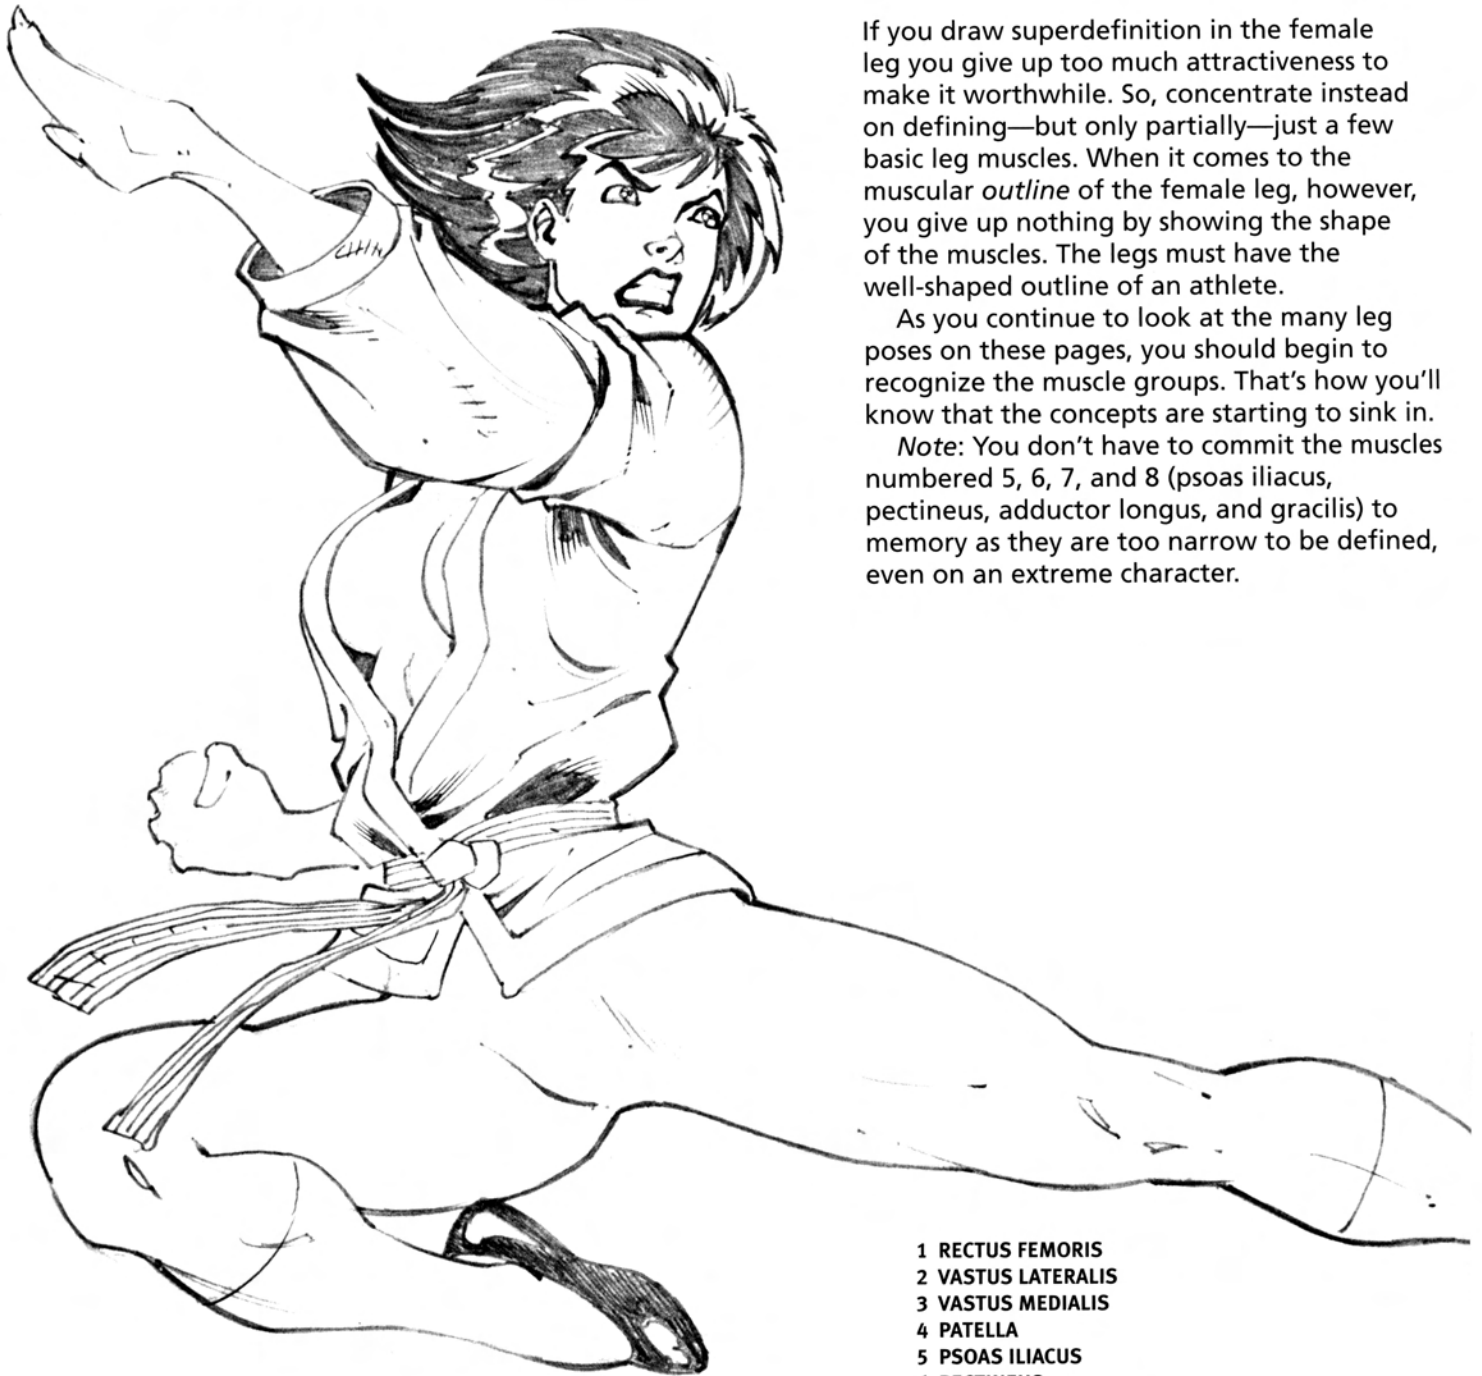 If you draw superdefinition in the female
leg you give up too much attractiveness to
make it worthwhile. So, concentrate instead
on defining—but only partially—just a few
basic leg muscles. When it comes to the
muscular outline of the female leg, however,
you give up nothing by showing the shape
of the muscles. The legs must have the
well-shaped outline of an athlete.
As you continue to look at the many leg
poses on these pages, you should begin to
recognize the muscle groups. That's how you'll
know that the concepts are starting to sink in.
Note: You don't have to commit the muscles
numbered 5, 6, 7, and 8 (psoas iliacus,
pectineus, adductor longus, and gracilis) to
memory as they are too narrow to be defined,
even on an extreme character.
1 RECTUS FEMORIS
2 VASTUS LATERALIS
3 VASTUS MEDIALIS
4 PATELLA
5 PSOAS ILIACUS